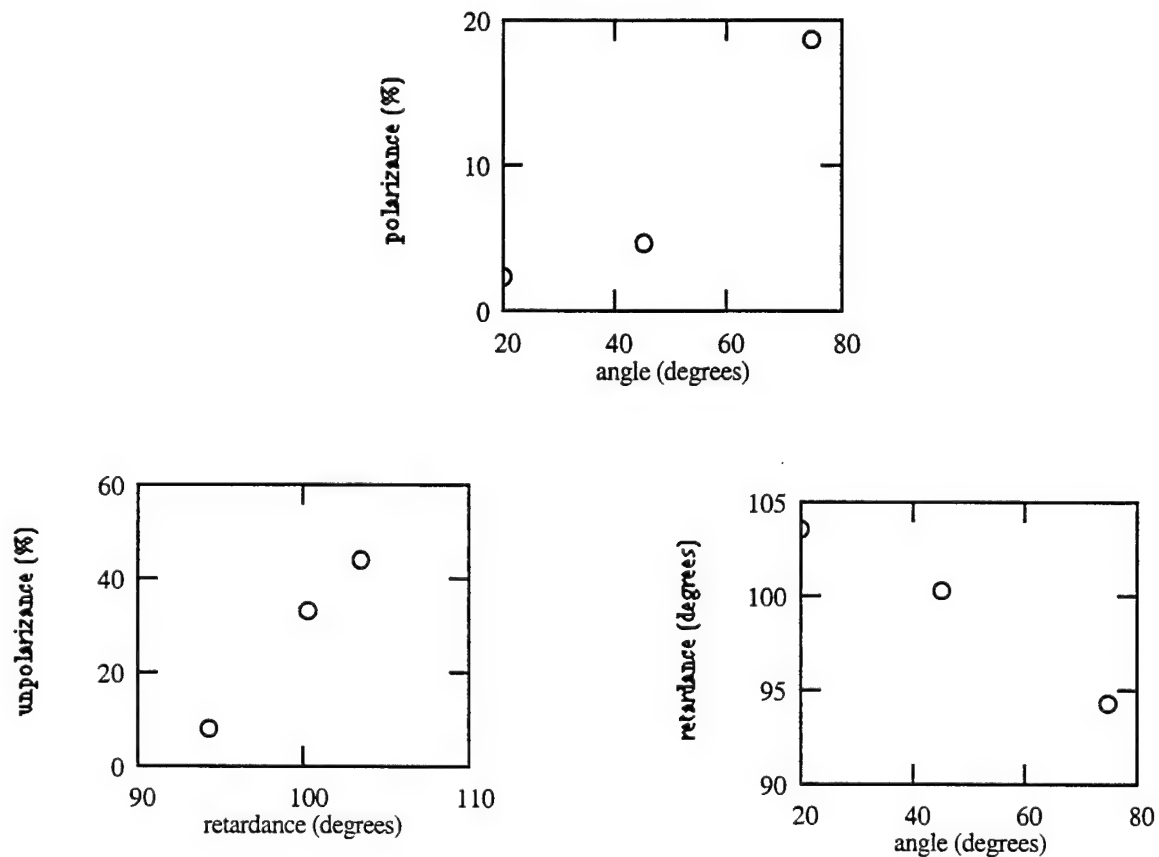 20
polarizance (%)
10
0
20 40 60 80
angle (degrees)
60
unpolarizance (%)
40
20
0
90 100 110
retardance (degrees)
105
retardance (degrees)
100
95
90
20 40 60 80
angle (degrees)